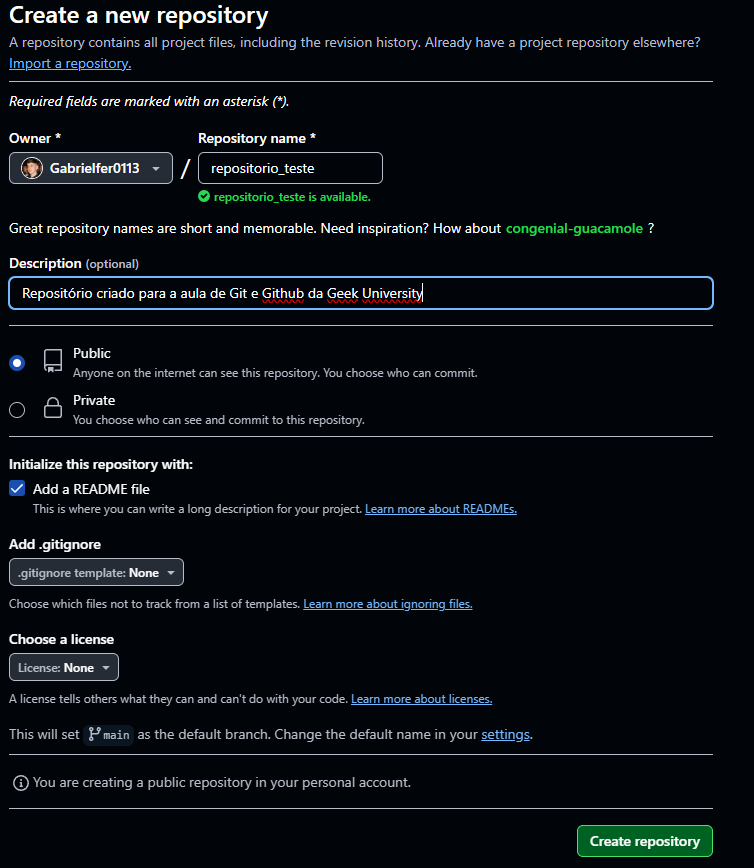 Create a new repository
A repository contains all project files, including the revision history. Already have a project repository elsewhere?
Import a repository.
Required fields are marked with an asterisk (*).
Owner * Repository name *
Gabrielfer0113 / repositorio_teste
repositorio_teste is available.
Great repository names are short and memorable. Need inspiration? How about congenial-guacamole ?
Description (optional)
Repositório criado para a aula de Git e Github da Geek University
Public
Anyone on the internet can see this repository. You choose who can commit.
Private
You choose who can see and commit to this repository.
Initialize this repository with:
Add a README file
This is where you can write a long description for your project. Learn more about READMEs.
Add .gitignore
.gitignore template: None
Choose which files not to track from a list of templates. Learn more about ignoring files.
Choose a license
License: None
A license tells others what they can and can't do with your code. Learn more about licenses.
This will set main as the default branch. Change the default name in your settings.
You are creating a public repository in your personal account.
Create repository